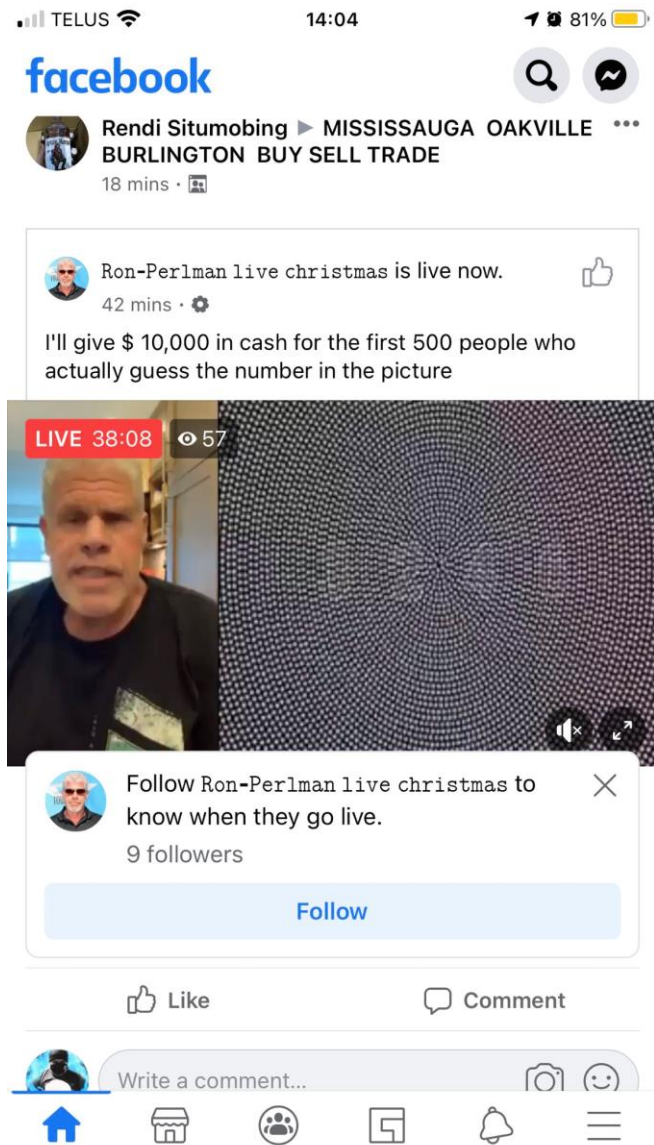 TELUS 14:04 81%
facebook
Rendi Situmobing ▶ MISSISSAUGA OAKVILLE
BURLINGTON BUY SELL TRADE
18 mins ·
Ron-Perlman live christmas is live now.
42 mins ·
I'll give $ 10,000 in cash for the first 500 people who
actually guess the number in the picture
LIVE 38:08 57
Follow Ron-Perlman live christmas to
know when they go live.
9 followers
Follow
Like Comment
Write a comment...